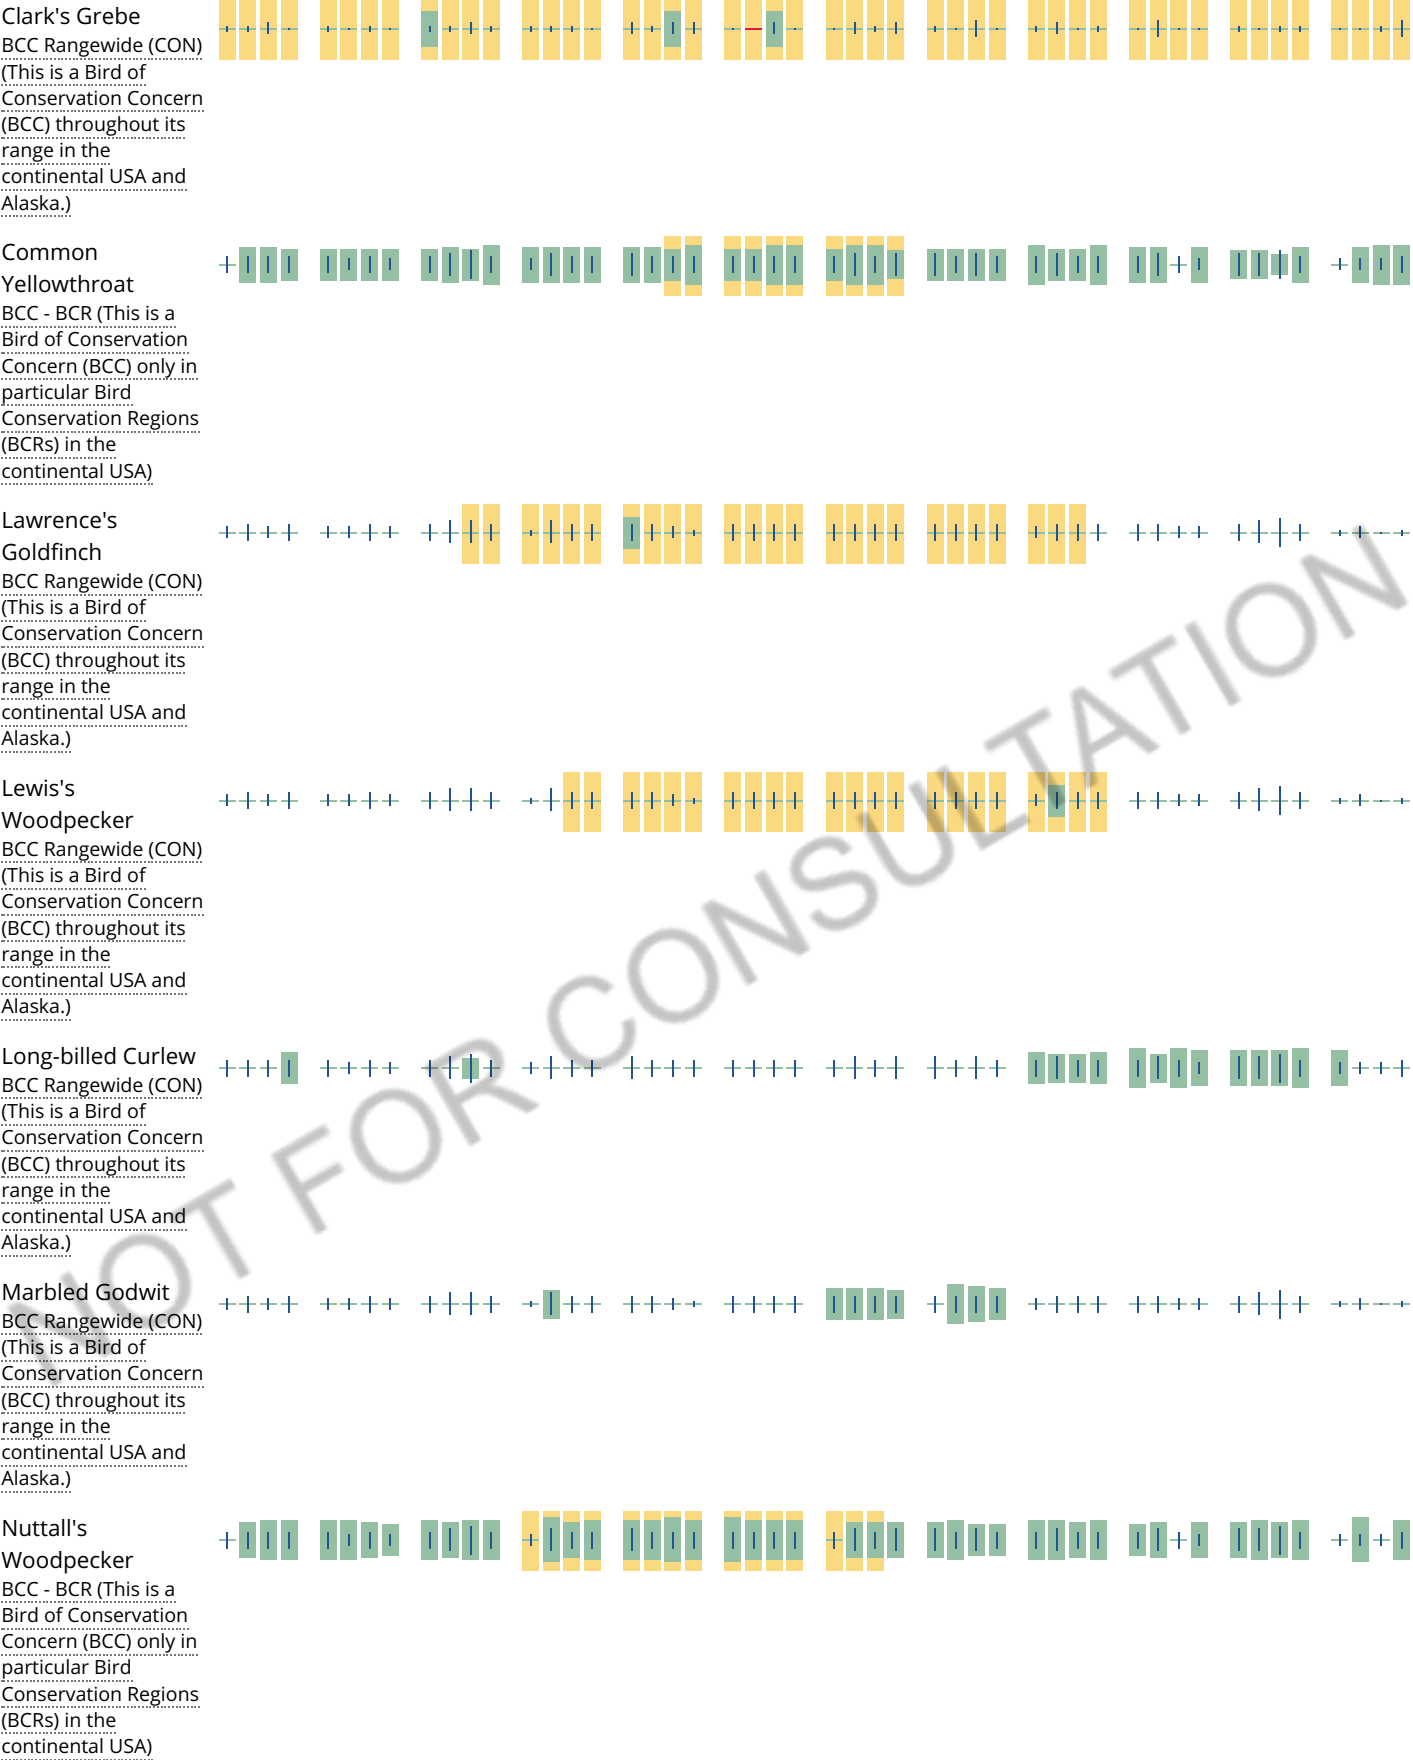 Clark's Grebe
BCC Rangewide (CON)
(This is a Bird of
Conservation Concern
(BCC) throughout its
range in the
continental USA and
Alaska.)
Common
Yellowthroat
BCC - BCR (This is a
Bird of Conservation
Concern (BCC) only in
particular Bird
Conservation Regions
(BCRs) in the
continental USA)
Lawrence's
Goldfinch
BCC Rangewide (CON)
(This is a Bird of
Conservation Concern
(BCC) throughout its
range in the
continental USA and
Alaska.)
Lewis's
Woodpecker
BCC Rangewide (CON)
(This is a Bird of
Conservation Concern
(BCC) throughout its
range in the
continental USA and
Alaska.)
Long-billed Curlew
BCC Rangewide (CON)
(This is a Bird of
Conservation Concern
(BCC) throughout its
range in the
continental USA and
Alaska.)
Marbled Godwit
BCC Rangewide (CON)
(This is a Bird of
Conservation Concern
(BCC) throughout its
range in the
continental USA and
Alaska.)
Nuttall's
Woodpecker
BCC - BCR (This is a
Bird of Conservation
Concern (BCC) only in
particular Bird
Conservation Regions
(BCRs) in the
continental USA)
NOT FOR CONSULTATION